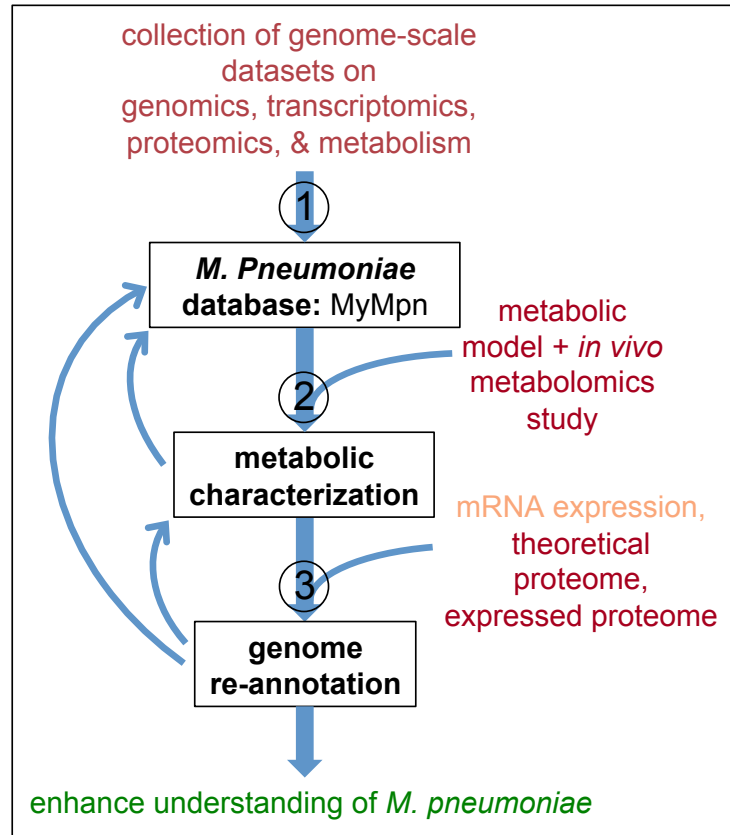 collection of genome-scale
datasets on
genomics, transcriptomics,
proteomics, & metabolism
1
M. Pneumoniae
database: MyMpn
metabolic
model + in vivo
metabolomics
study
2
metabolic
characterization
mRNA expression,
theoretical
proteome,
expressed proteome
3
genome
re-annotation
enhance understanding of M. pneumoniae